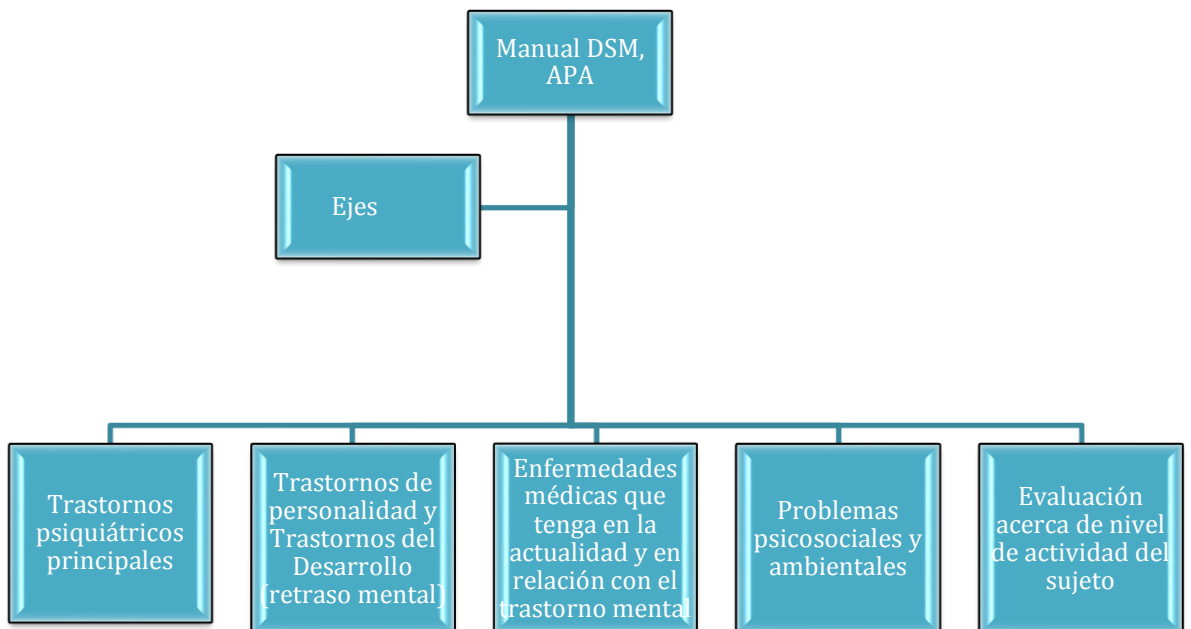 Manual DSM,
APA
Ejes
Trastornos
psiquiátricos
principales
Trastornos de
personalidad y
Trastornos del
Desarrollo
(retraso mental)
Enfermedades
médicas que
tenga en la
actualidad y en
relación con el
trastorno mental
Problemas
psicosociales y
ambientales
Evaluación
acerca de nivel
de actividad del
sujeto